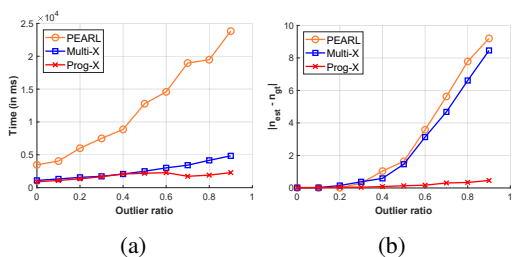 ×10⁴
2.5
2
1.5
1
0.5
0
Time (in ms)
PEARL
Multi-X
Prog-X
0 0.2 0.4 0.6 0.8 1
Outlier ratio
(a)
10
8
6
4
2
0
|n_est - n_gt|
PEARL
Multi-X
Prog-X
0 0.2 0.4 0.6 0.8 1
Outlier ratio
(b)